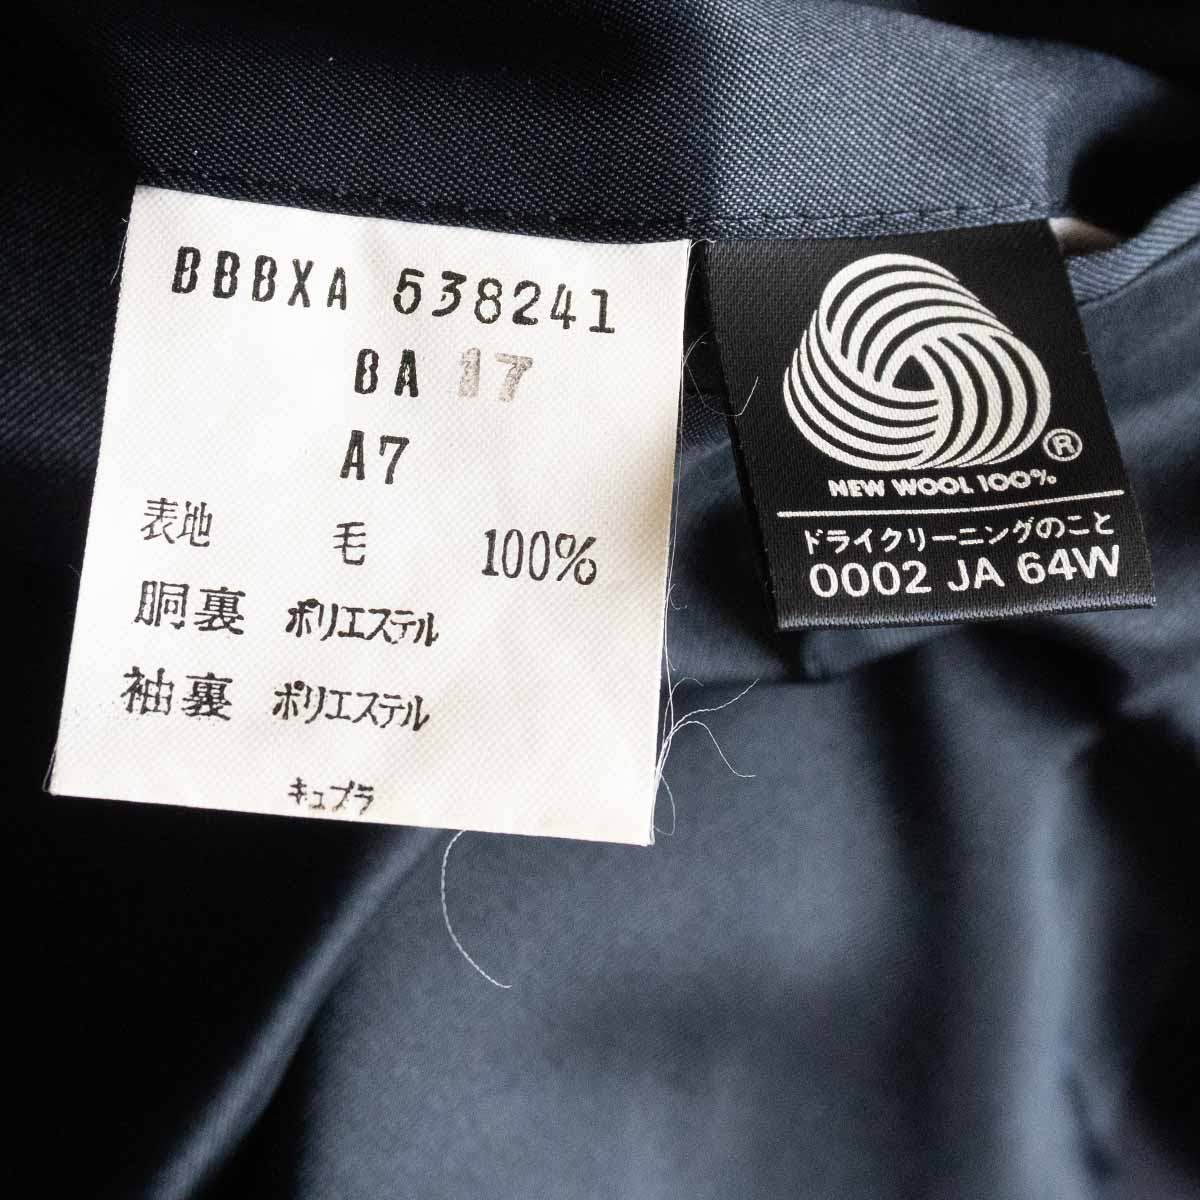 BBBXA 538241
BA 17
A7
表地 毛 100%
胴裏 ポリエステル
袖裏 ポリエステル
キュプラ
®
NEW WOOL 100%
ドライクリーニングのこと
0002 JA 64W